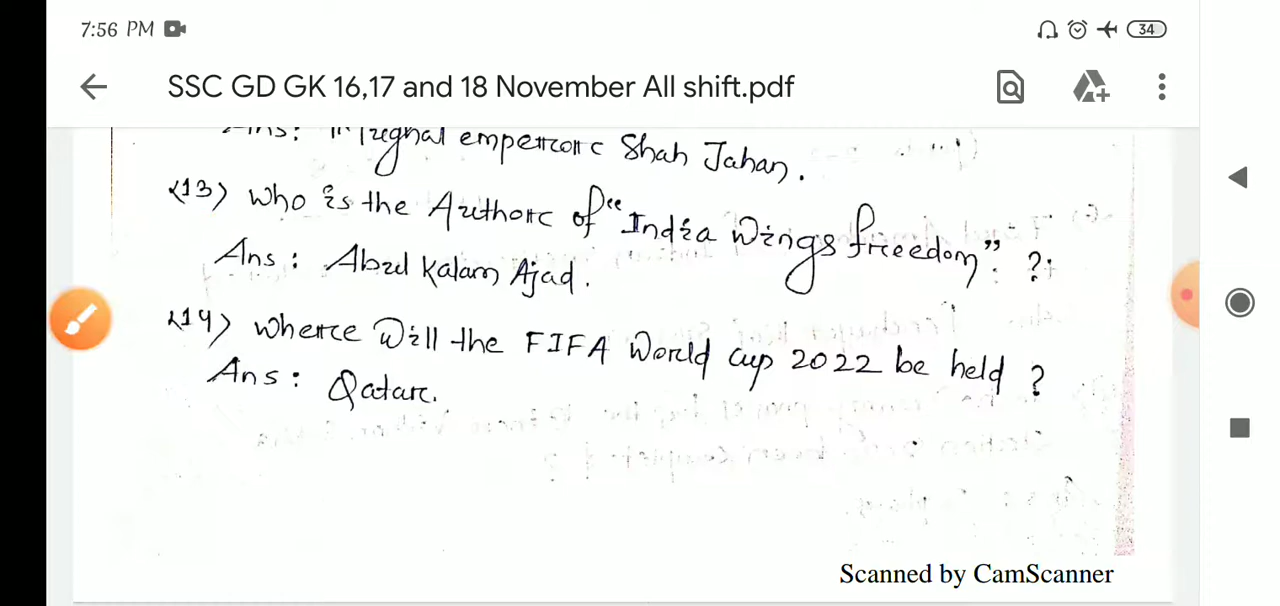 7:56 PM
34
SSC GD GK 16,17 and 18 November All shift.pdf
Ans: Mughal emperor Shah Jahan.
(13) Who is the Author of "India Wings freedom". ?
Ans: Abul Kalam Ajad.
(14) Where Will the FIFA World cup 2022 be held ?
Ans: Qatar.
Scanned by CamScanner